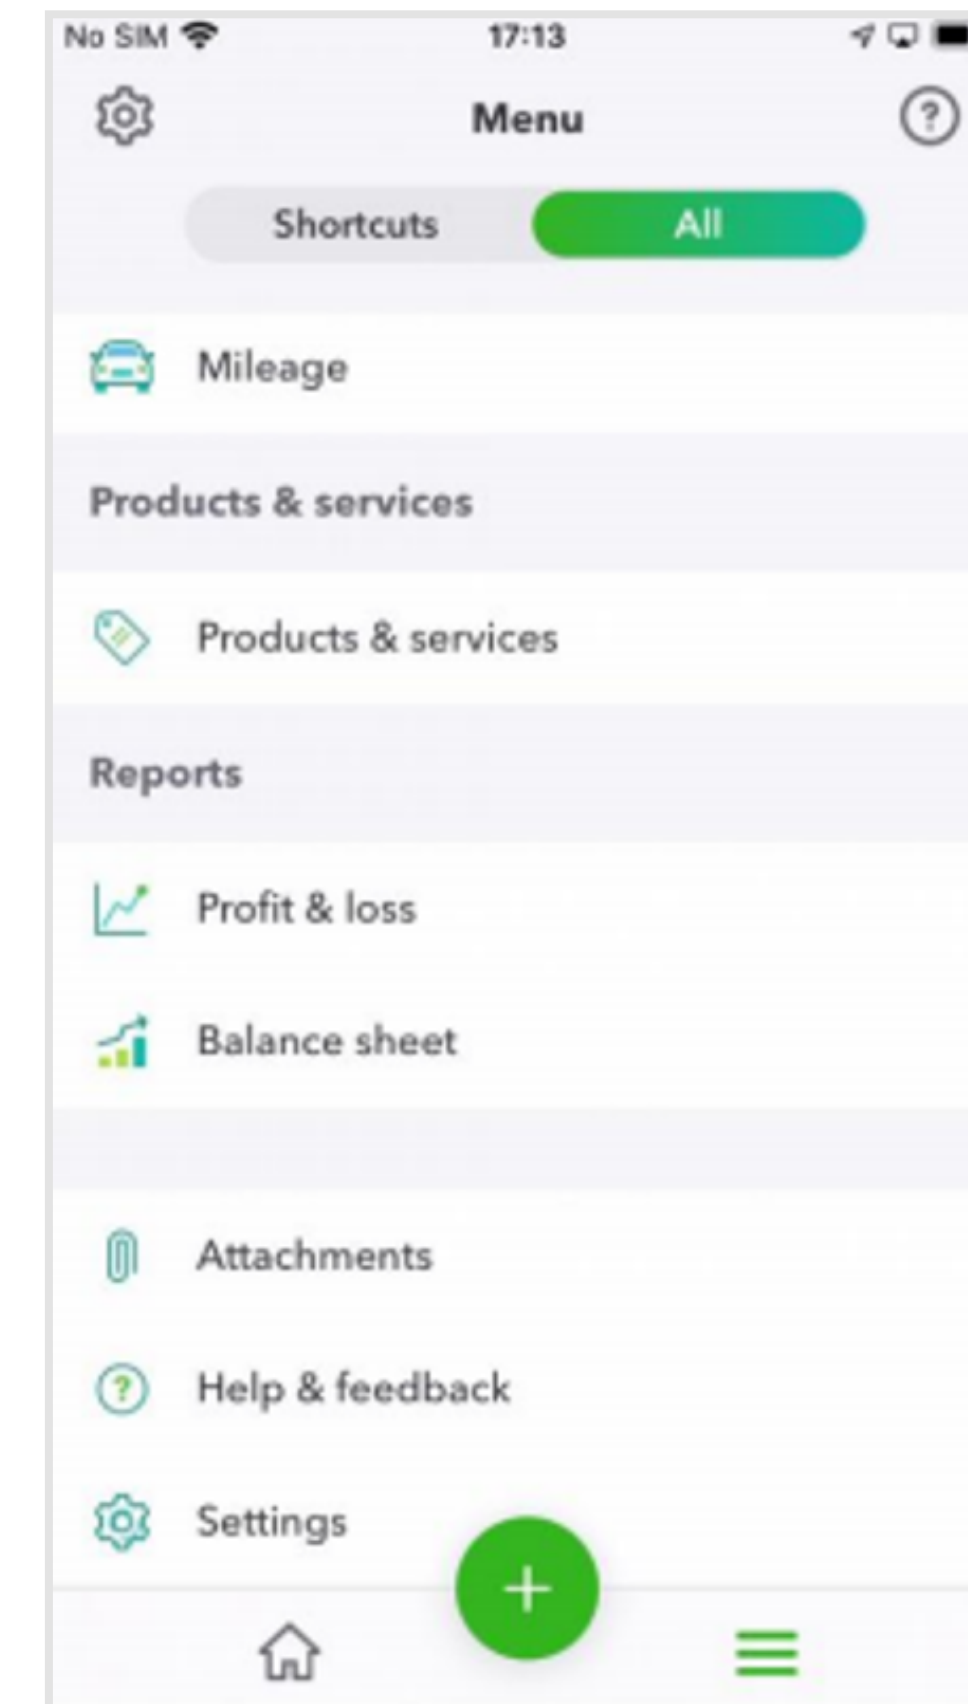 No SIM 17:13
Menu
?
Shortcuts All
Mileage
Products & services
Products & services
Reports
Profit & loss
Balance sheet
Attachments
? Help & feedback
Settings
+